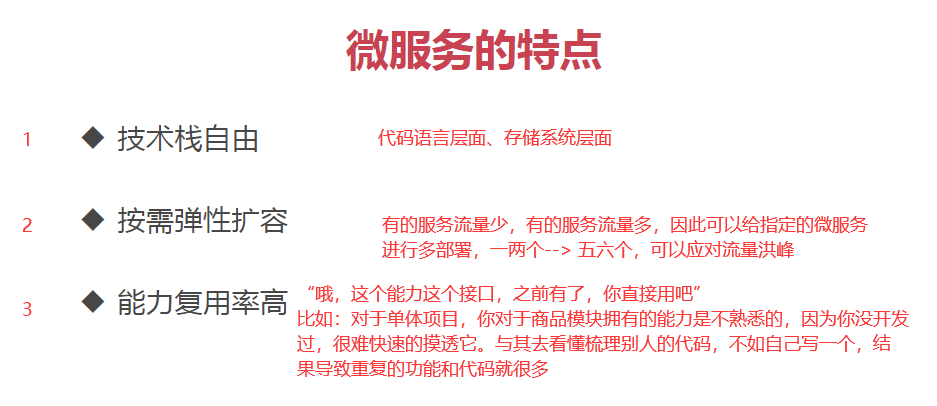 微服务的特点
1 ◆ 技术栈自由 代码语言层面、存储系统层面
2 ◆ 按需弹性扩容 有的服务流量少，有的服务流量多，因此可以给指定的微服务
进行多部署，一两个--> 五六个，可以应对流量洪峰
3 ◆ 能力复用率高 “哦，这个能力这个接口，之前有了，你直接用吧”
比如：对于单体项目，你对于商品模块拥有的能力是不熟悉的，因为你没开发
过，很难快速的摸透它。与其去看懂梳理别人的代码，不如自己写一个，结
果导致重复的功能和代码就很多